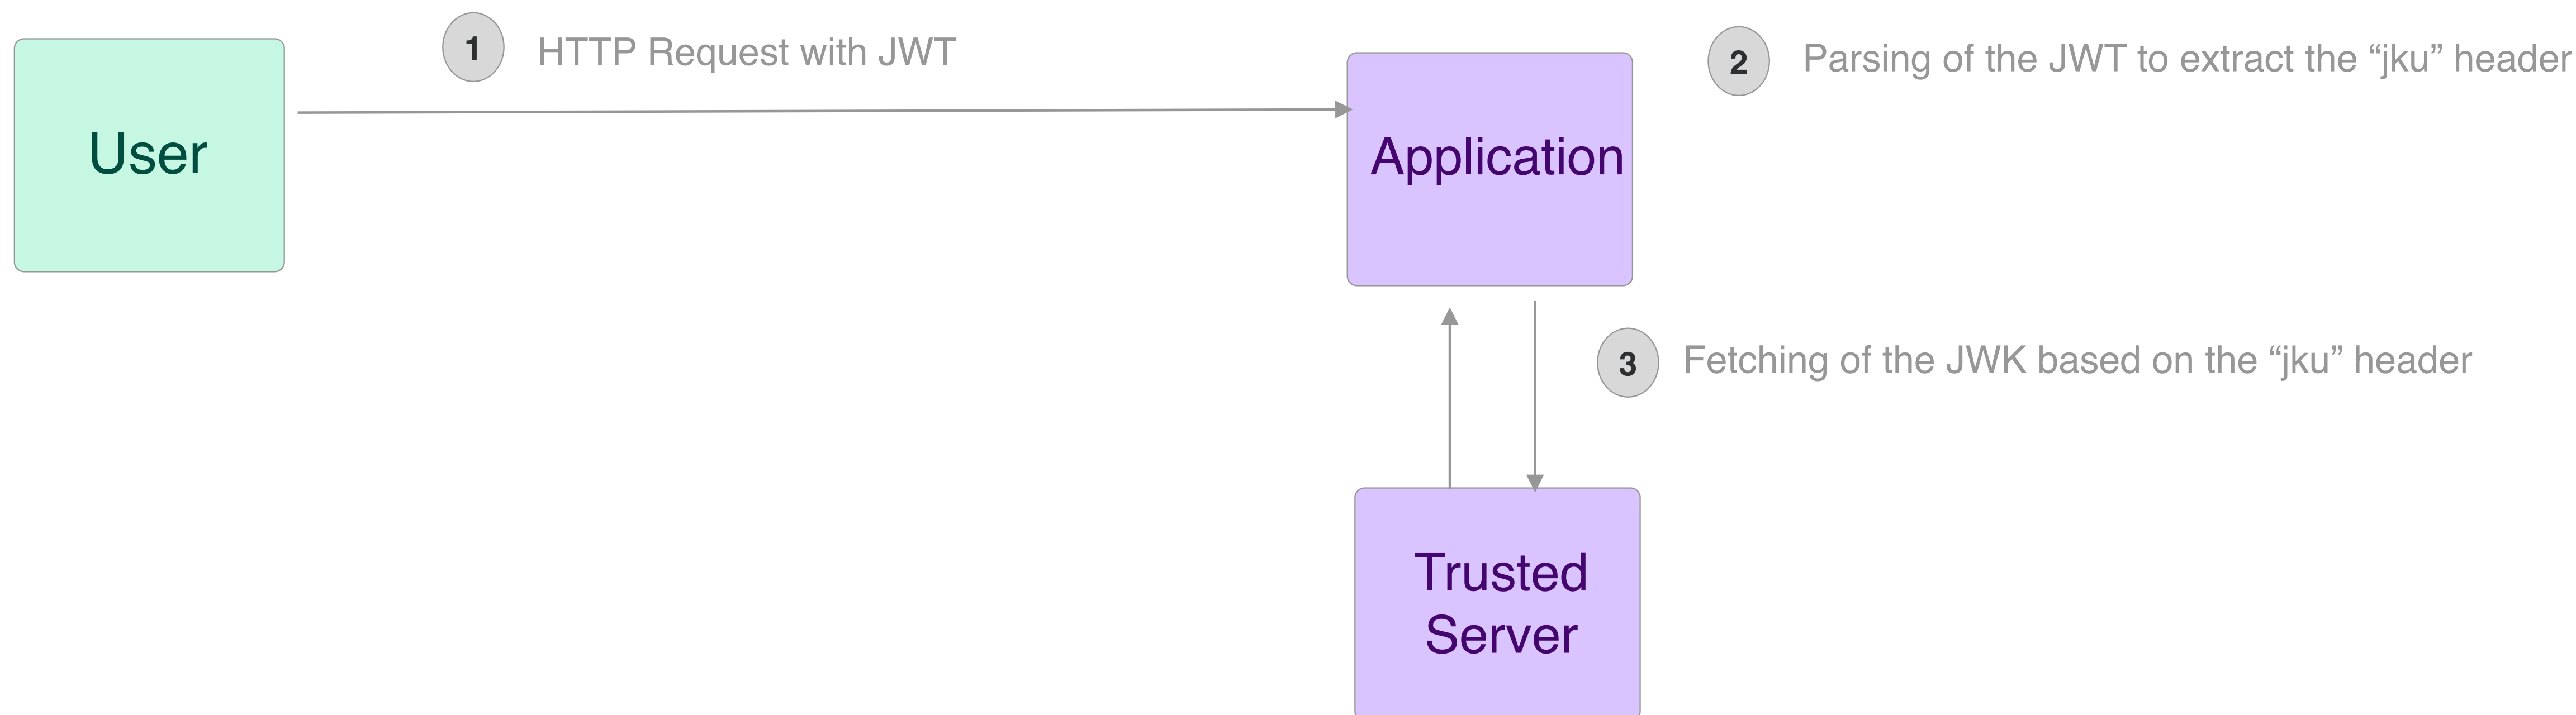 User
1
HTTP Request with JWT
Application
2
Parsing of the JWT to extract the “jku” header
3
Fetching of the JWK based on the “jku” header
Trusted
Server